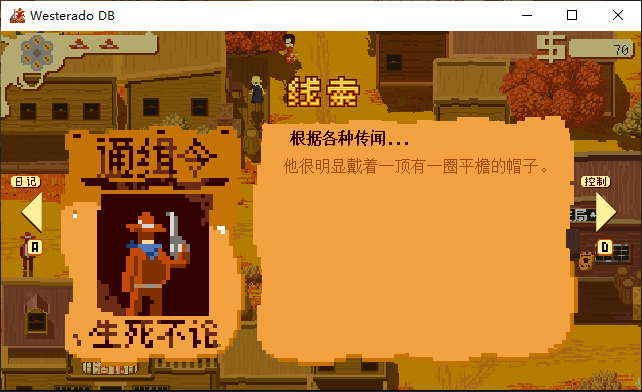 Westerado DB
70
线索
通缉令
根据各种传闻...
他很明显戴着一顶有一圈平檐的帽子。
日记
控制
A
D
局
生死不论